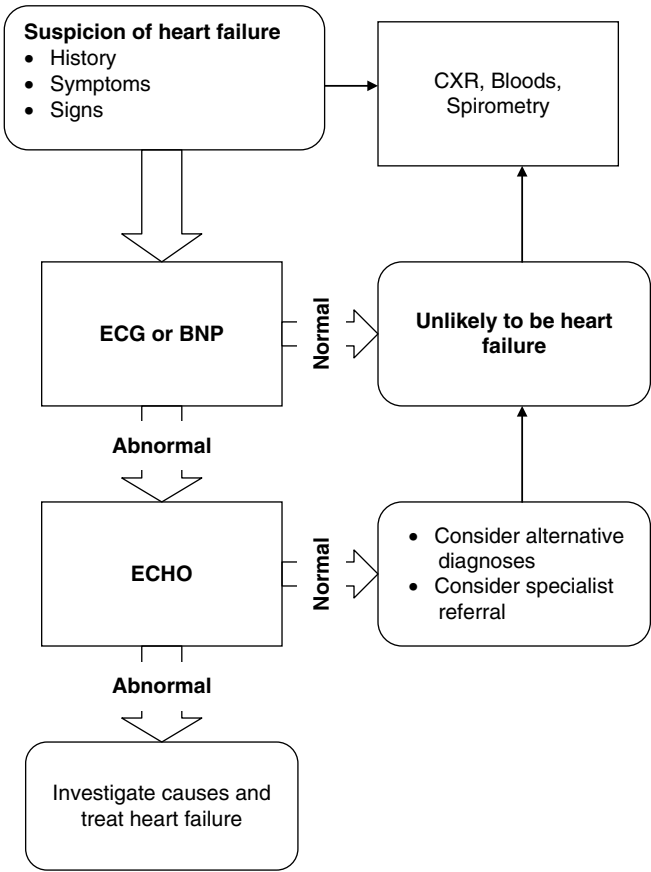 Suspicion of heart failure
• History
• Symptoms
• Signs
CXR, Bloods,
Spirometry
ECG or BNP
Normal
Unlikely to be heart
failure
Abnormal
ECHO
Normal
• Consider alternative
diagnoses
• Consider specialist
referral
Abnormal
Investigate causes and
treat heart failure